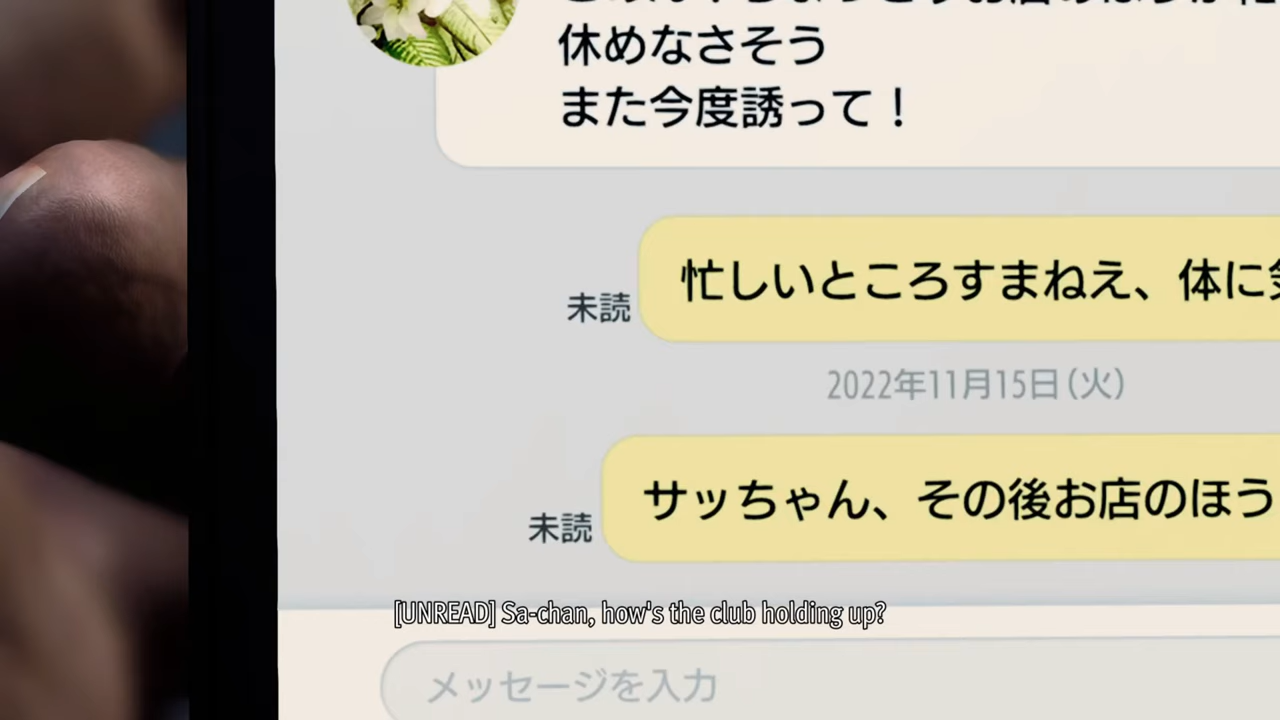 休めなさそう
また今度誘って！
忙しいところすまねえ、体に
未読
2022年11月15日(火)
サッちゃん、その後お店のほう
未読
[UNREAD] Sa-chan, how's the club holding up?
メッセージを入力